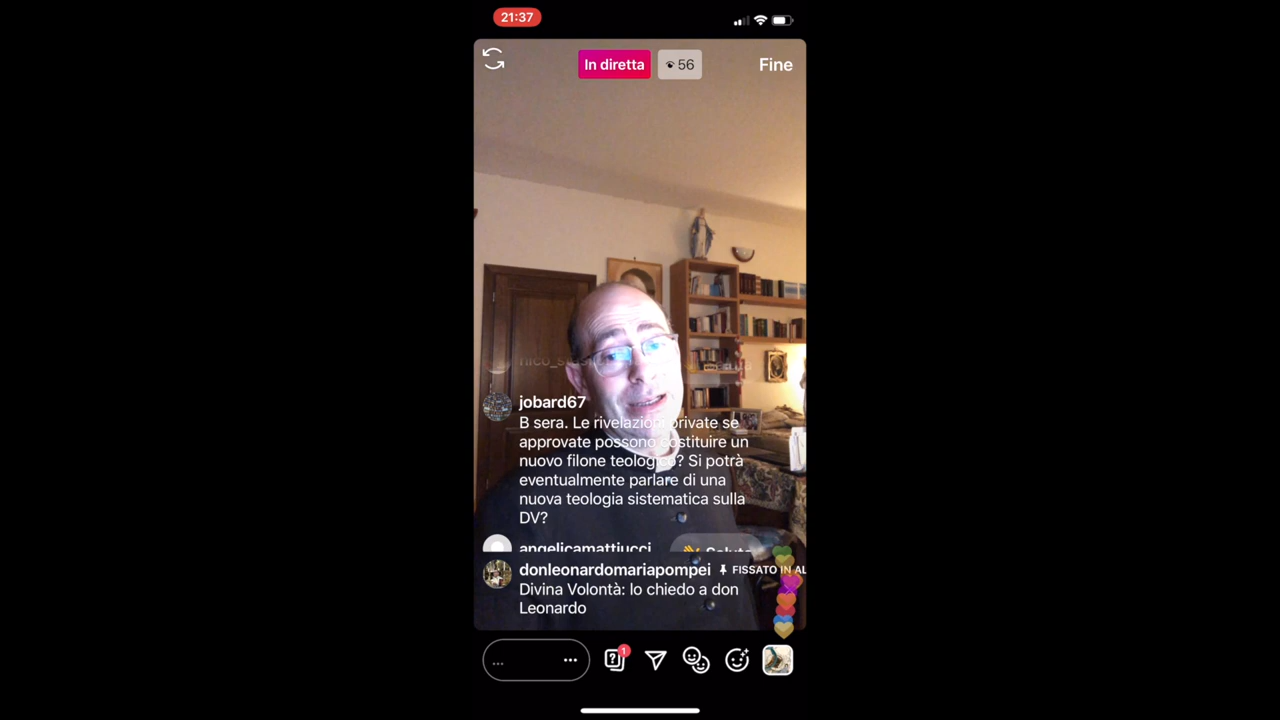 21:37
In diretta
56
Fine
jobard67
B sera. Le rivelazioni private se
approvate possono costituire un
nuovo filone teologico? Si potrà
eventualmente parlare di una
nuova teologia sistematica sulla
DV?
angelicamattiucci
Saluta
donleonardomariapompei FISSATO IN AL
Divina Volontà: lo chiedo a don
Leonardo
...
1